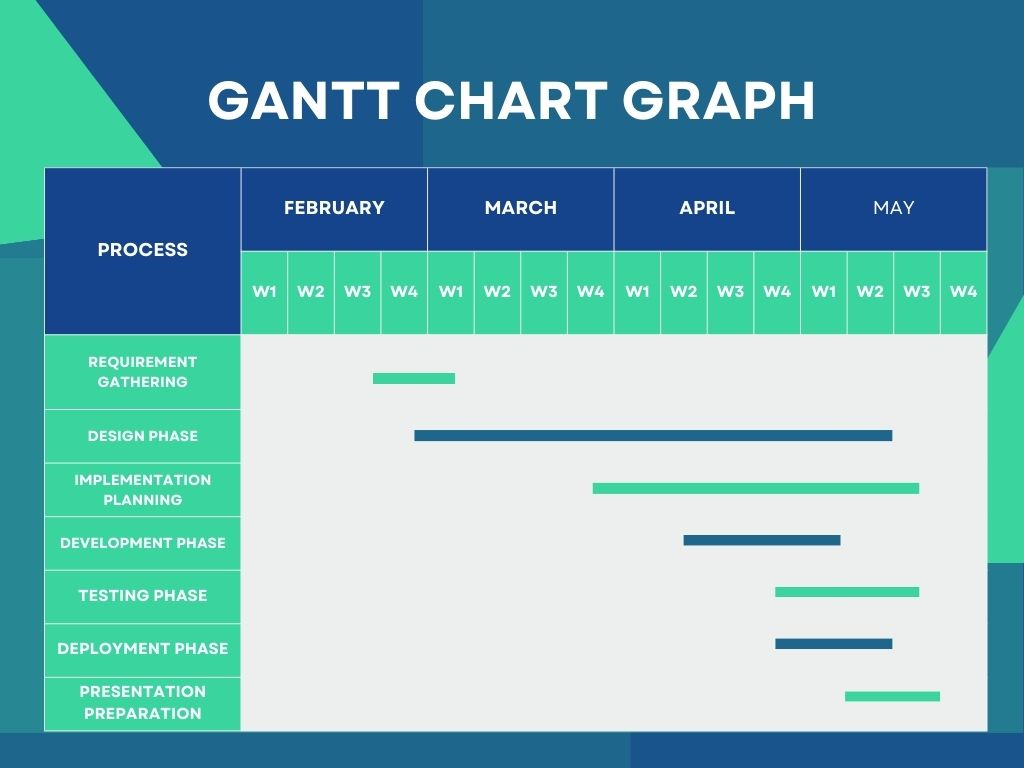 GANTT CHART GRAPH
PROCESS
FEBRUARY MARCH APRIL MAY
W1 W2 W3 W4 W1 W2 W3 W4 W1 W2 W3 W4 W1 W2 W3 W4
REQUIREMENT
GATHERING
DESIGN PHASE
IMPLEMENTATION
PLANNING
DEVELOPMENT PHASE
TESTING PHASE
DEPLOYMENT PHASE
PRESENTATION
PREPARATION